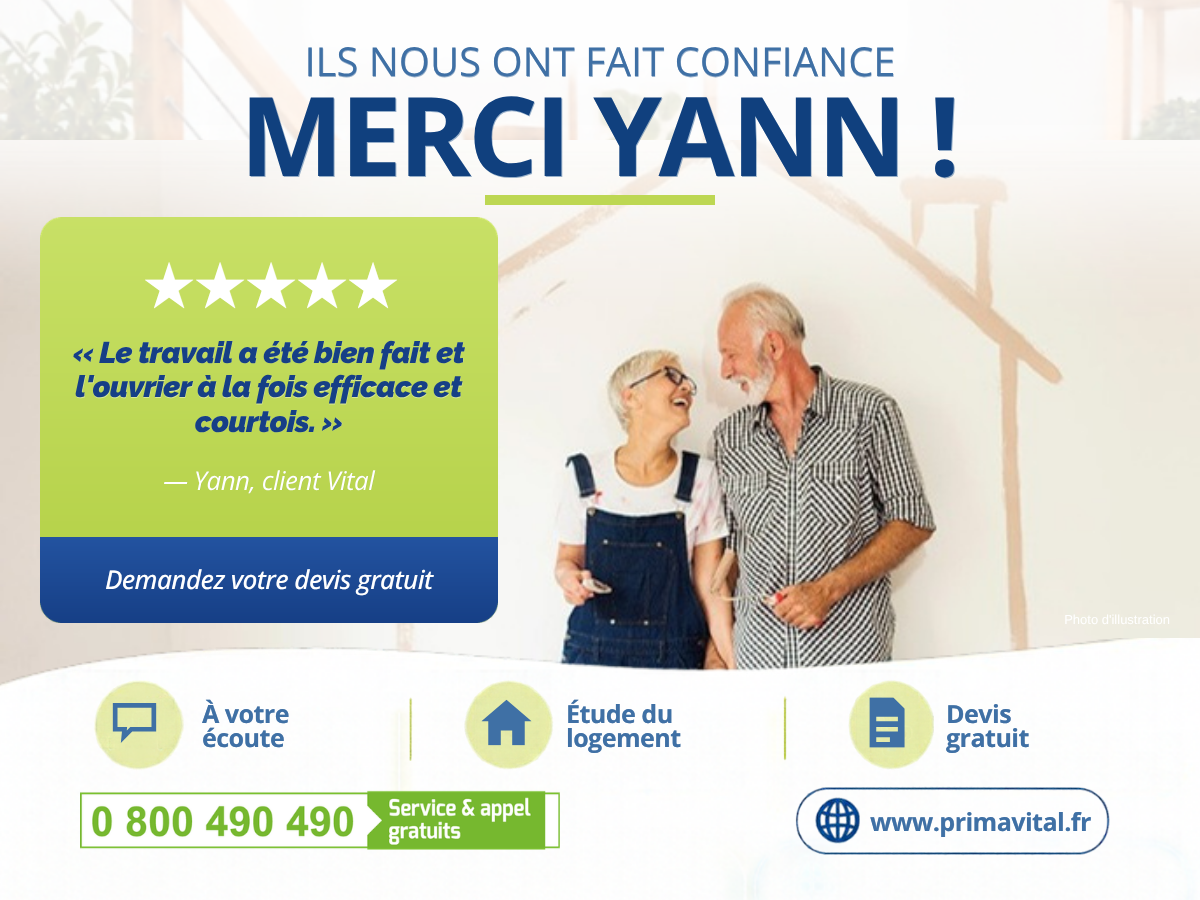 ILS NOUS ONT FAIT CONFIANCE
MERCI YANN !
★★★★★
« Le travail a été bien fait et
l'ouvrier à la fois efficace et
courtois. »
— Yann, client Vital
Demandez votre devis gratuit
Photo d'illustration
À votre
écoute
Étude du
logement
Devis
gratuit
0 800 490 490
Service & appel
gratuits
www.primavital.fr